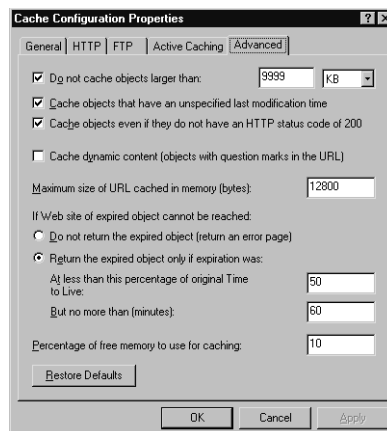 Cache Configuration Properties
General HTTP FTP Active Caching Advanced
Do not cache objects larger than: 9999 KB
Cache objects that have an unspecified last modification time
Cache objects even if they do not have an HTTP status code of 200
Cache dynamic content (objects with question marks in the URL)
Maximum size of URL cached in memory (bytes): 12800
If Web site of expired object cannot be reached:
Do not return the expired object (return an error page)
Return the expired object only if expiration was:
At less than this percentage of original Time
to Live: 50
But no more than (minutes): 60
Percentage of free memory to use for caching: 10
Restore Defaults
OK Cancel Apply